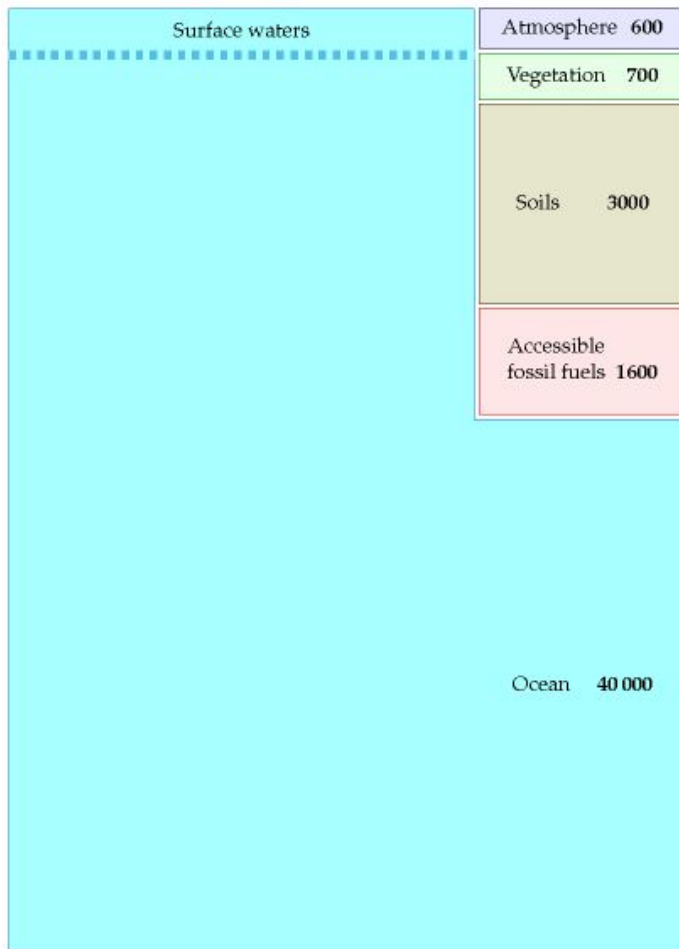 Surface waters
Atmosphere 600
Vegetation 700
Soils 3000
Accessible
fossil fuels 1600
Ocean 40 000